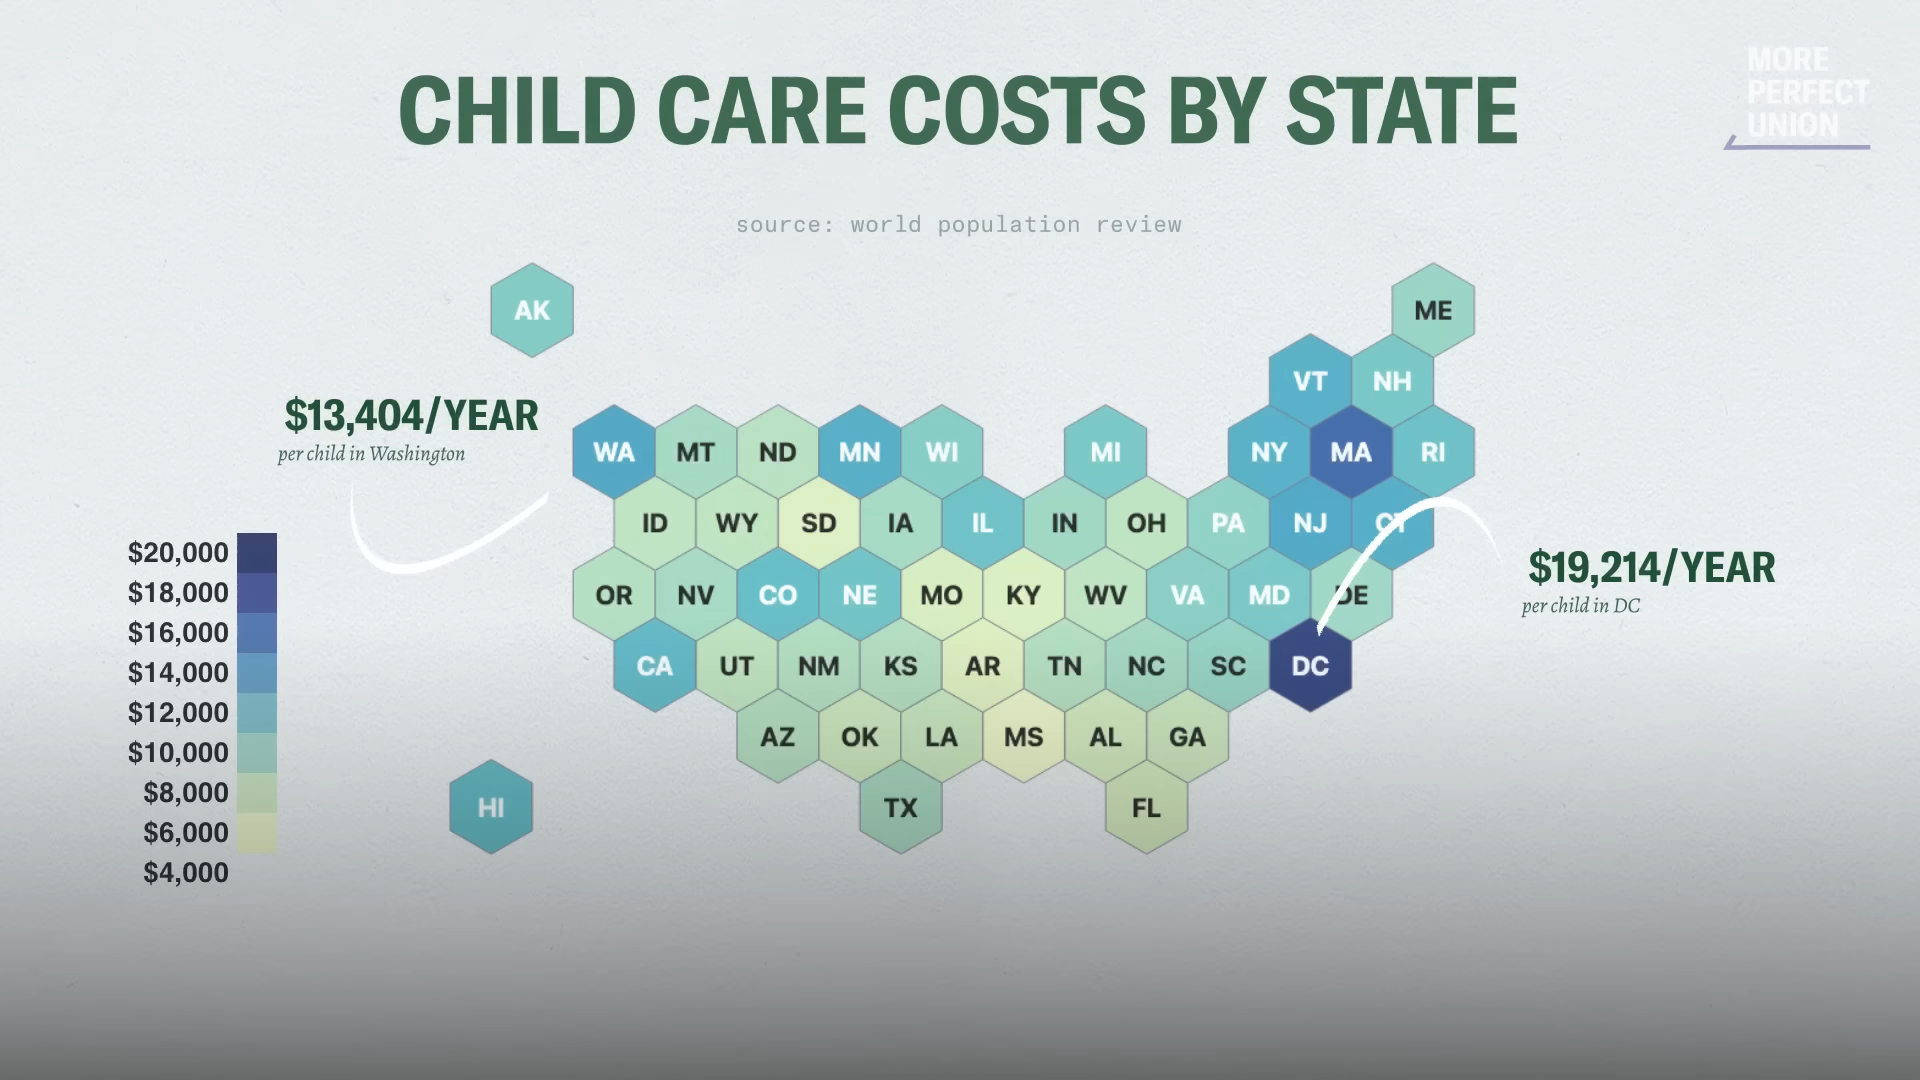 CHILD CARE COSTS BY STATE
MORE
PERFECT
UNION
source: world population review
AK
ME
VT NH
$13,404/YEAR
per child in Washington
WA MT ND MN WI MI NY MA RI
ID WY SD IA IL IN OH PA NJ CT
$19,214/YEAR
per child in DC
OR NV CO NE MO KY WV VA MD DE
CA UT NM KS AR TN NC SC DC
AZ OK LA MS AL GA
HI TX FL
$20,000
$18,000
$16,000
$14,000
$12,000
$10,000
$8,000
$6,000
$4,000